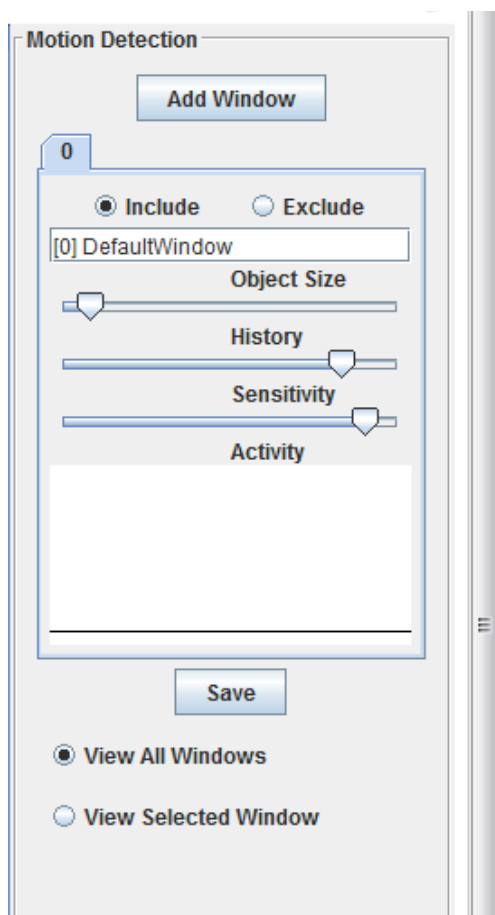 Motion Detection
Add Window
0
Include Exclude
[0] DefaultWindow
Object Size
History
Sensitivity
Activity
Save
View All Windows
View Selected Window